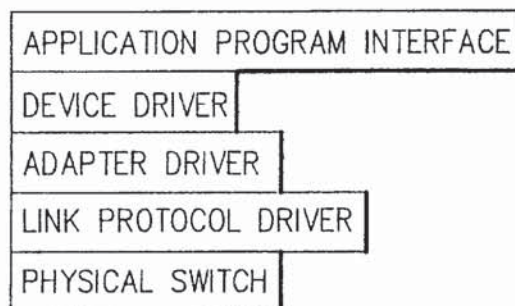 APPLICATION PROGRAM INTERFACE
DEVICE DRIVER
ADAPTER DRIVER
LINK PROTOCOL DRIVER
PHYSICAL SWITCH